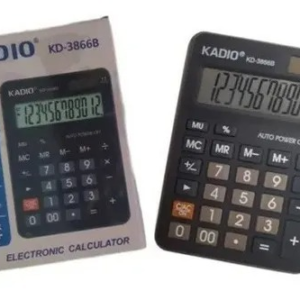 DIO® KD-3866B
KADIO®
123456789012
MU
MC MR M- M+
+/- 7 8 9
▶ 4 5 6
1 2 3
0 00 .
ELECTRONIC CALCULATOR
KADIO® KD-3866B
MU % AUTO POWER
MC MR M- M+
+/- 7 8 9 ÷
▶ 4 5 6
1 2 3
0 00 . =